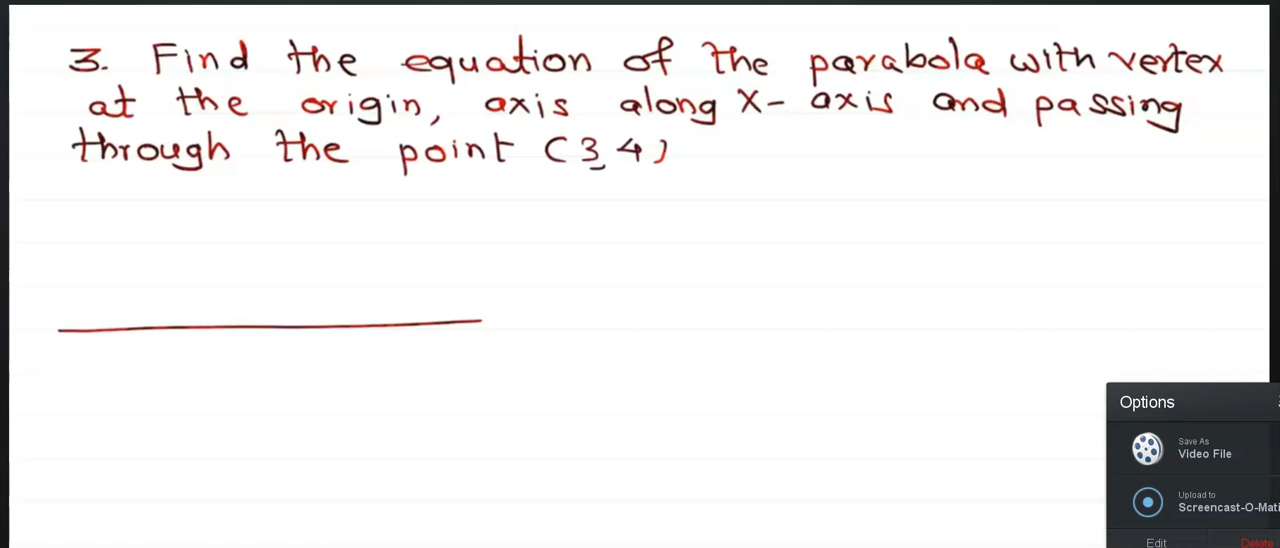 3. Find the equation of the parabola with vertex
at the origin, axis along X- axis and passing
through the point (3,4)
Options
Save As
Video File
Upload to
Screencast-O-Mati
Edit
Delete